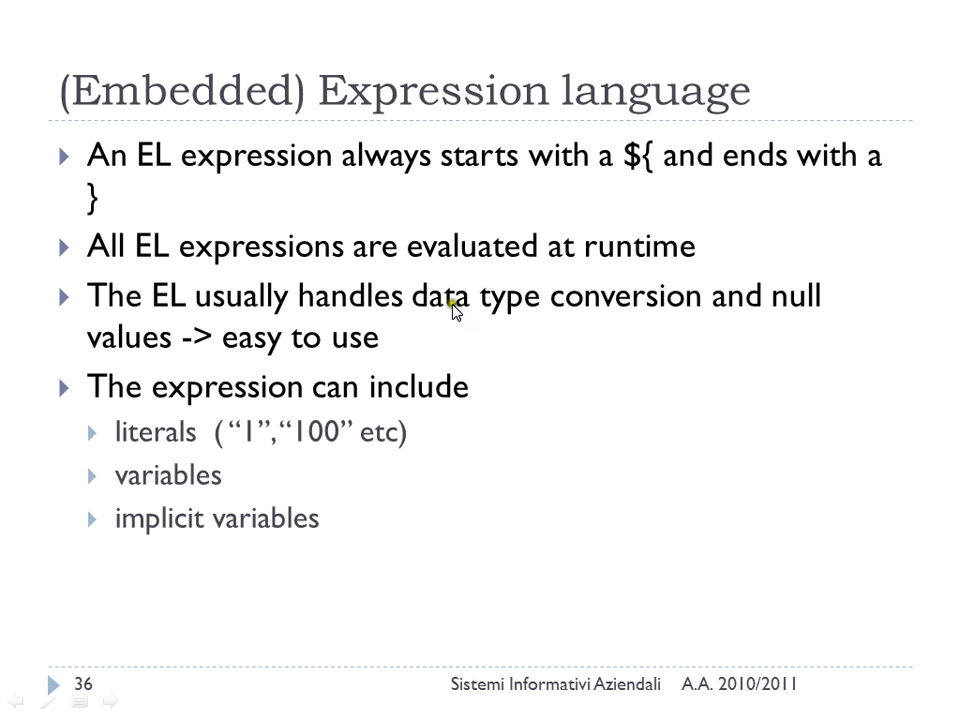 (Embedded) Expression language
An EL expression always starts with a ${ and ends with a
}
All EL expressions are evaluated at runtime
The EL usually handles data type conversion and null
values -> easy to use
The expression can include
literals ( “1”, “100” etc)
variables
implicit variables
36 Sistemi Informativi Aziendali A.A. 2010/2011